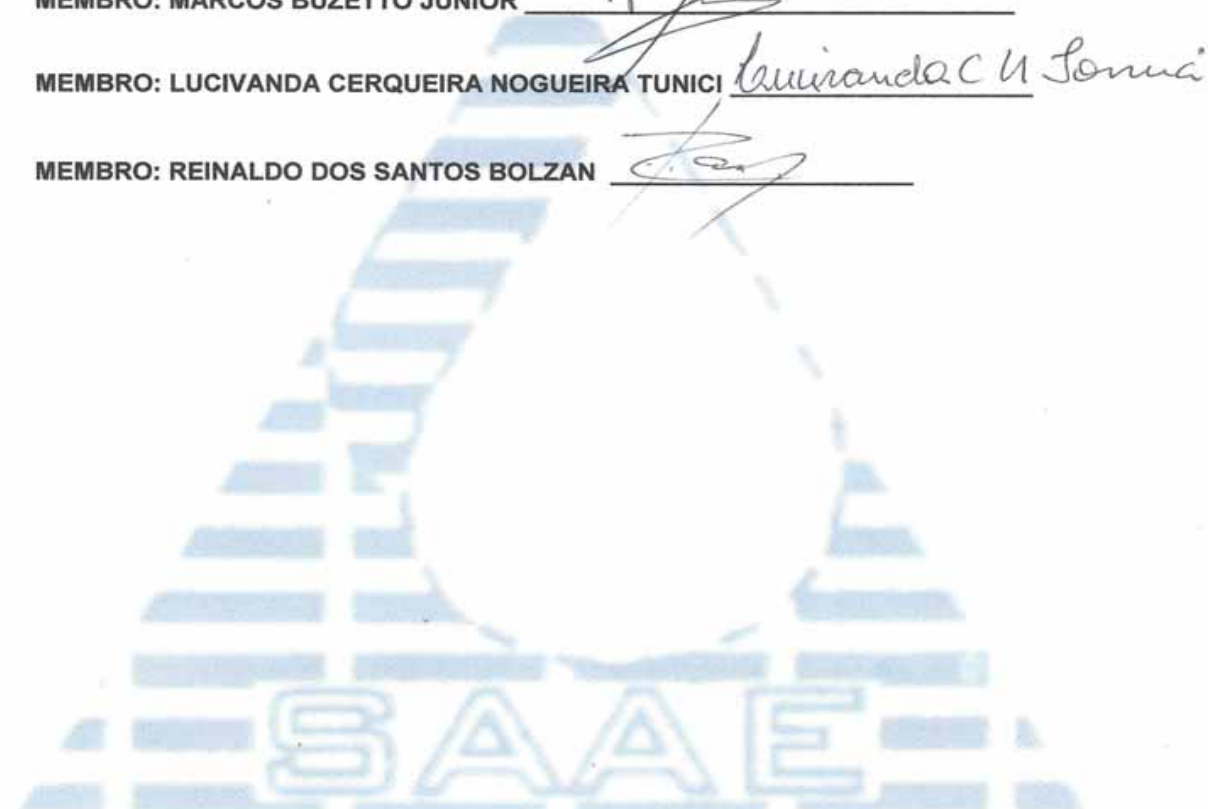 MEMBRO: MARCOS BUZETTO JUNIOR
MEMBRO: LUCIVANDA CERQUEIRA NOGUEIRA TUNICI
MEMBRO: REINALDO DOS SANTOS BOLZAN
SAAE